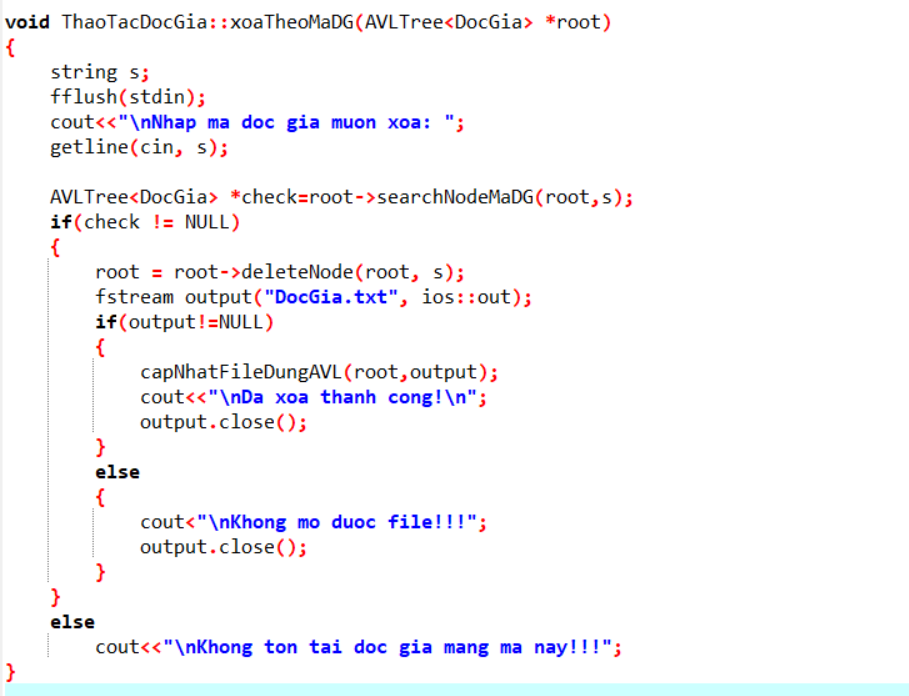 void ThaoTacDocGia::xoaTheoMaDG(AVLTree<DocGia> *root)
{
    string s;
    fflush(stdin);
    cout<<"\nNhap ma doc gia muon xoa: ";
    getline(cin, s);

    AVLTree<DocGia> *check=root->searchNodeMaDG(root,s);
    if(check != NULL)
    {
        root = root->deleteNode(root, s);
        fstream output("DocGia.txt", ios::out);
        if(output!=NULL)
        {
            capNhatFileDungAVL(root,output);
            cout<<"\nDa xoa thanh cong!\n";
            output.close();
        }
        else
        {
            cout<"\nKhong mo duoc file!!!";
            output.close();
        }
    }
    else
        cout<<"\nKhong ton tai doc gia mang ma nay!!!";
}